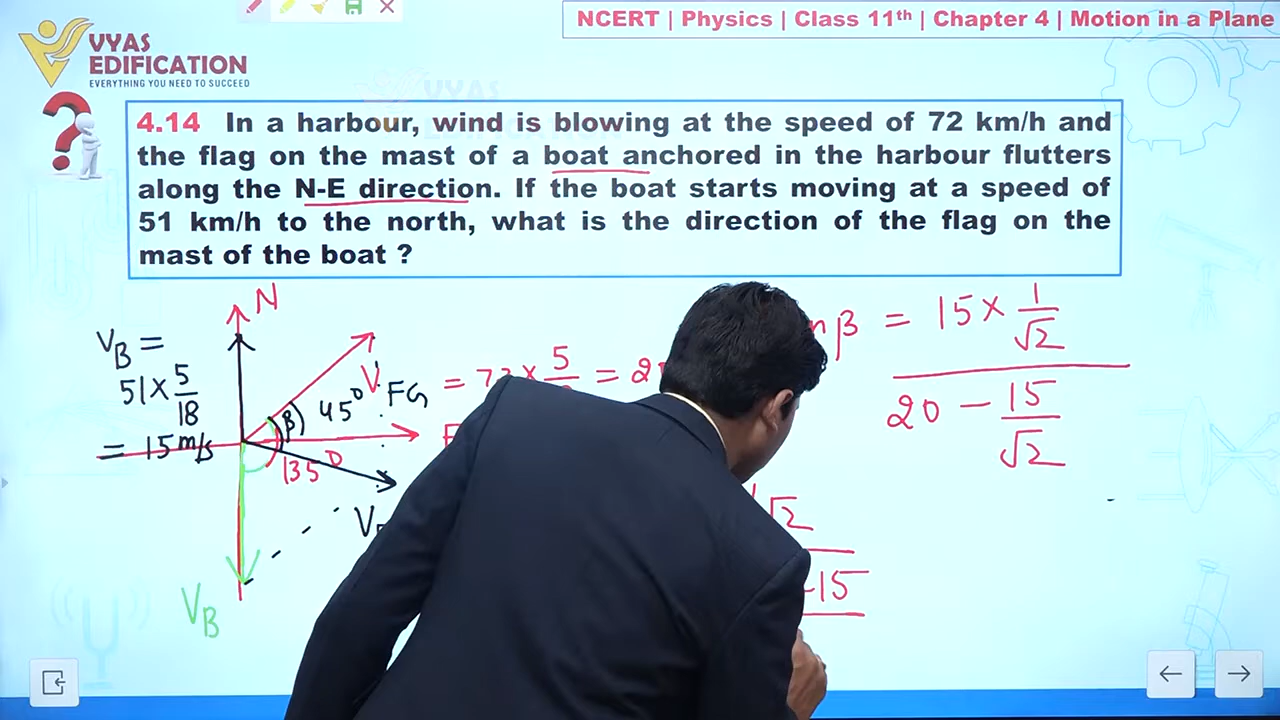 NCERT | Physics | Class 11th | Chapter 4 | Motion in a Plane
VYAS
EDIFICATION
EVERYTHING YOU NEED TO SUCCEED
4.14 In a harbour, wind is blowing at the speed of 72 km/h and
the flag on the mast of a boat anchored in the harbour flutters
along the N-E direction. If the boat starts moving at a speed of
51 km/h to the north, what is the direction of the flag on the
mast of the boat ?
N
V_B =
51 × 5/18
= 15 m/s
β) 45°
135°
V_B
= 15 × 1/√2
20 − 15/√2
√2
-15